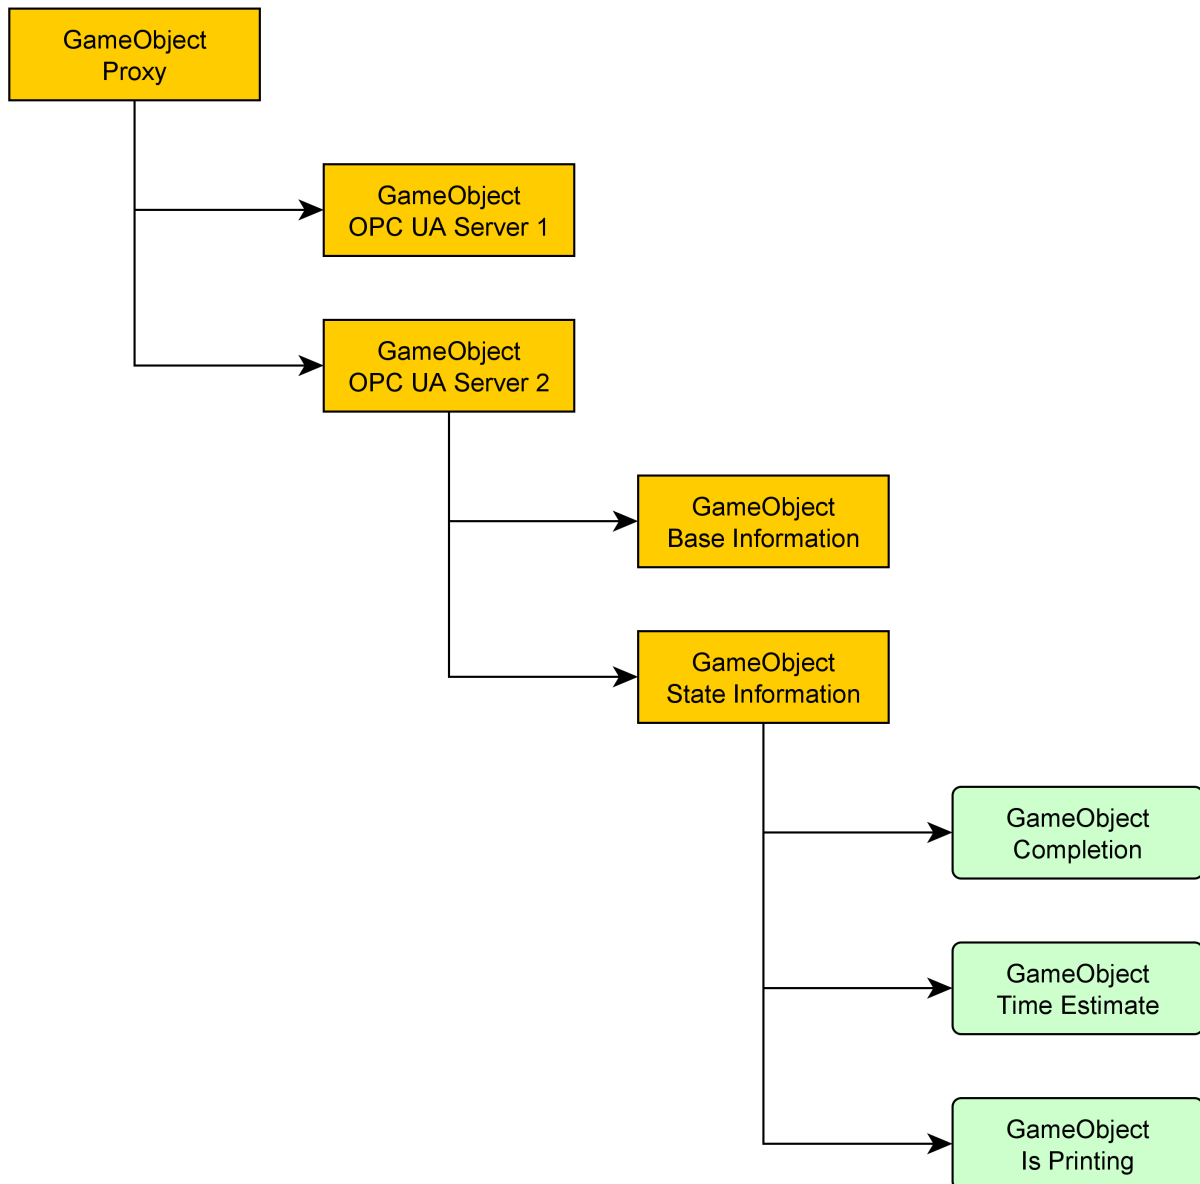 GameObject
Proxy
GameObject
OPC UA Server 1
GameObject
OPC UA Server 2
GameObject
Base Information
GameObject
State Information
GameObject
Completion
GameObject
Time Estimate
GameObject
Is Printing